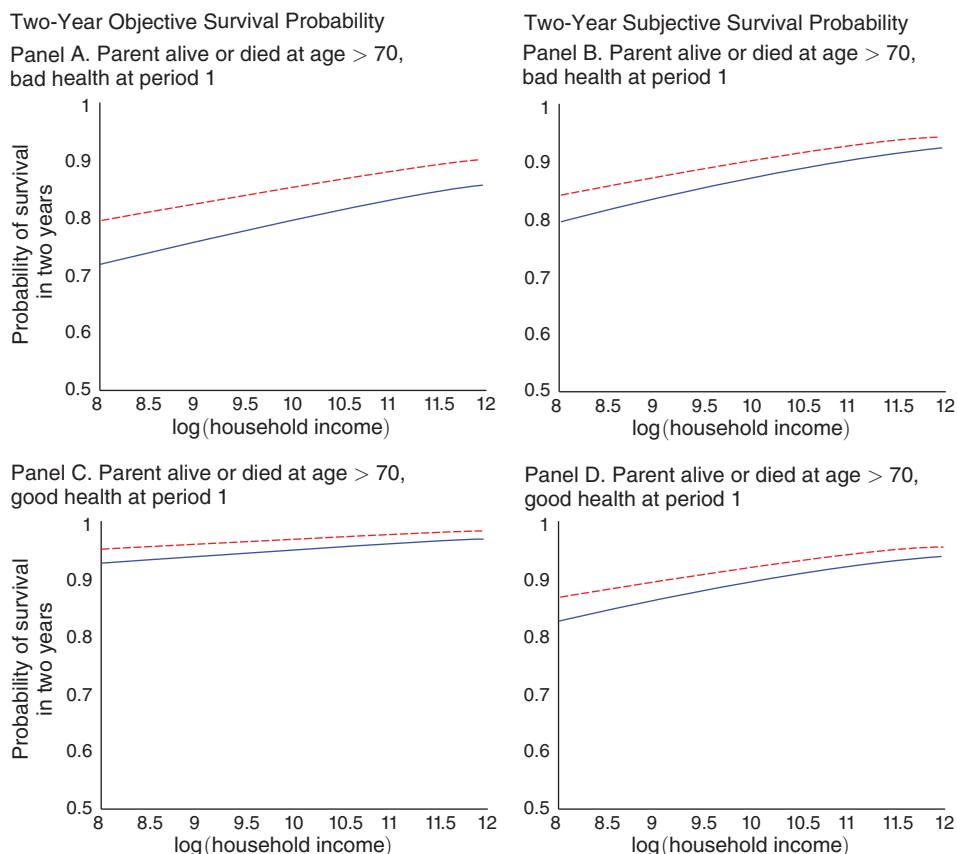 Two-Year Objective Survival Probability
Panel A. Parent alive or died at age > 70,
bad health at period 1
Probability of survival
in two years
1
0.9
0.8
0.7
0.6
0.5
8 8.5 9 9.5 10 10.5 11 11.5 12
log(household income)
Two-Year Subjective Survival Probability
Panel B. Parent alive or died at age > 70,
bad health at period 1
1
0.9
0.8
0.7
0.6
0.5
8 8.5 9 9.5 10 10.5 11 11.5 12
log(household income)
Panel C. Parent alive or died at age > 70,
good health at period 1
Probability of survival
in two years
1
0.9
0.8
0.7
0.6
0.5
8 8.5 9 9.5 10 10.5 11 11.5 12
log(household income)
Panel D. Parent alive or died at age > 70,
good health at period 1
1
0.9
0.8
0.7
0.6
0.5
8 8.5 9 9.5 10 10.5 11 11.5 12
log(household income)